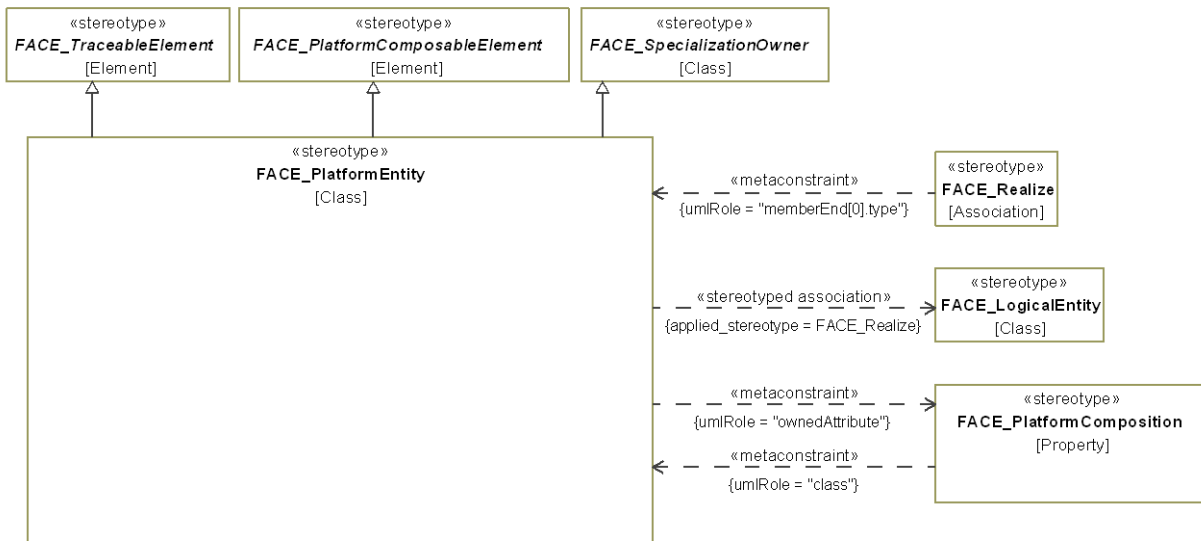 «stereotype»
FACE_TraceableElement
[Element]
«stereotype»
FACE_PlatformComposableElement
[Element]
«stereotype»
FACE_SpecializationOwner
[Class]
«stereotype»
FACE_PlatformEntity
[Class]
«metaconstraint»
{umlRole = "memberEnd[0].type"}
«stereotype»
FACE_Realize
[Association]
«stereotyped association»
{applied_stereotype = FACE_Realize}
«stereotype»
FACE_LogicalEntity
[Class]
«metaconstraint»
{umlRole = "ownedAttribute"}
«metaconstraint»
{umlRole = "class"}
«stereotype»
FACE_PlatformComposition
[Property]